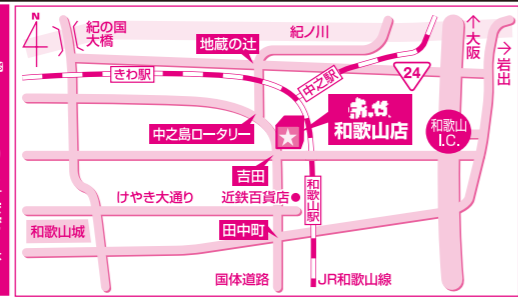 N
紀の国
大橋
地蔵の辻
紀ノ川
↑大阪
↑岩出
きわ駅
中之駅
24
赤ちゃん
和歌山店
中之島ロータリー
和歌山
I.C.
吉田
けやき大通り
近鉄百貨店
和歌山駅
和歌山城
田中町
国体道路
JR和歌山線